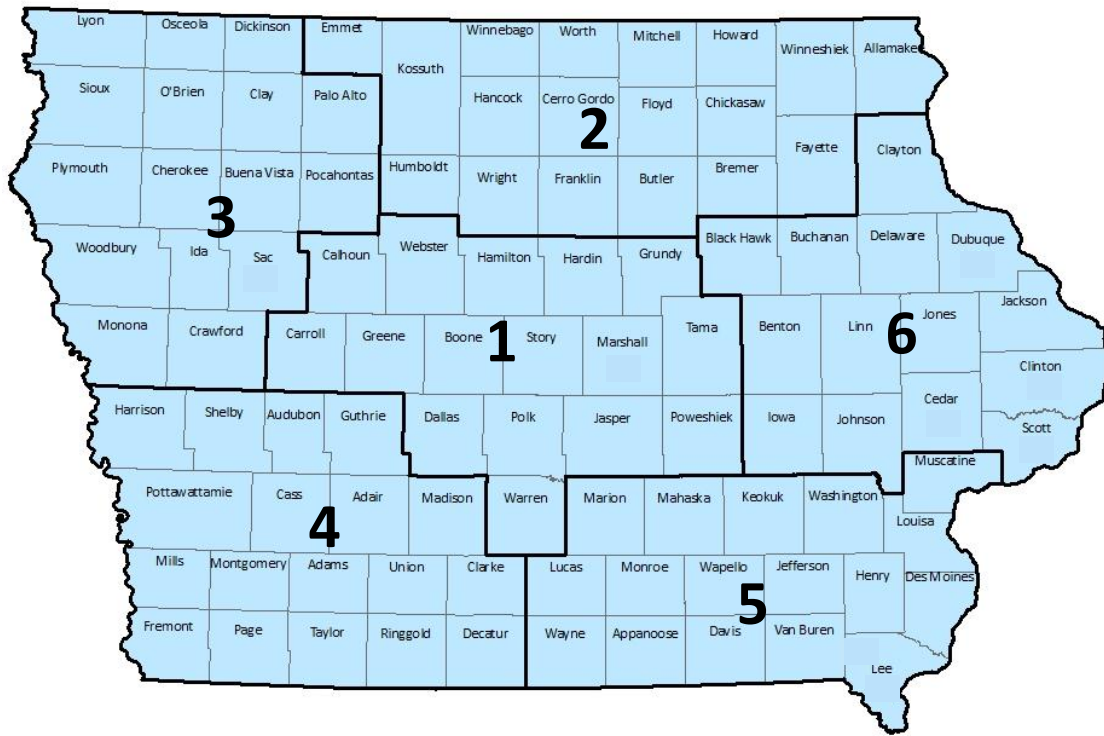 Lyon Osceola Dickinson Emmet Winnebago Worth Mitchell Howard
Kossuth Winneshiek Allamake
Sioux O'Brien Clay Palo Alto Hancock Cerro Gordo Floyd Chickasaw
2
Plymouth Cherokee Buena Vista Pocahontas Humboldt Wright Franklin Butler Bremer Fayette Clayton
3
Woodbury Ida Sac Calhoun Webster Hamilton Hardin Grundy Black Hawk Buchanan Delaware Dubuque
Monona Crawford Carroll Greene Boone Story Marshall Tama Benton Linn Jones Jackson
1 6
Clinton
Harrison Shelby Audubon Guthrie Dallas Polk Jasper Poweshiek Iowa Johnson Cedar Scott
Muscatine
Pottawattamie Cass Adair Madison Warren Marion Mahaska Keokuk Washington
4
Louisa
Mills Montgomery Adams Union Clarke Lucas Monroe Wapello Jefferson Henry Des Moines
5
Fremont Page Taylor Ringgold Decatur Wayne Appanoose Davis Van Buren
Lee